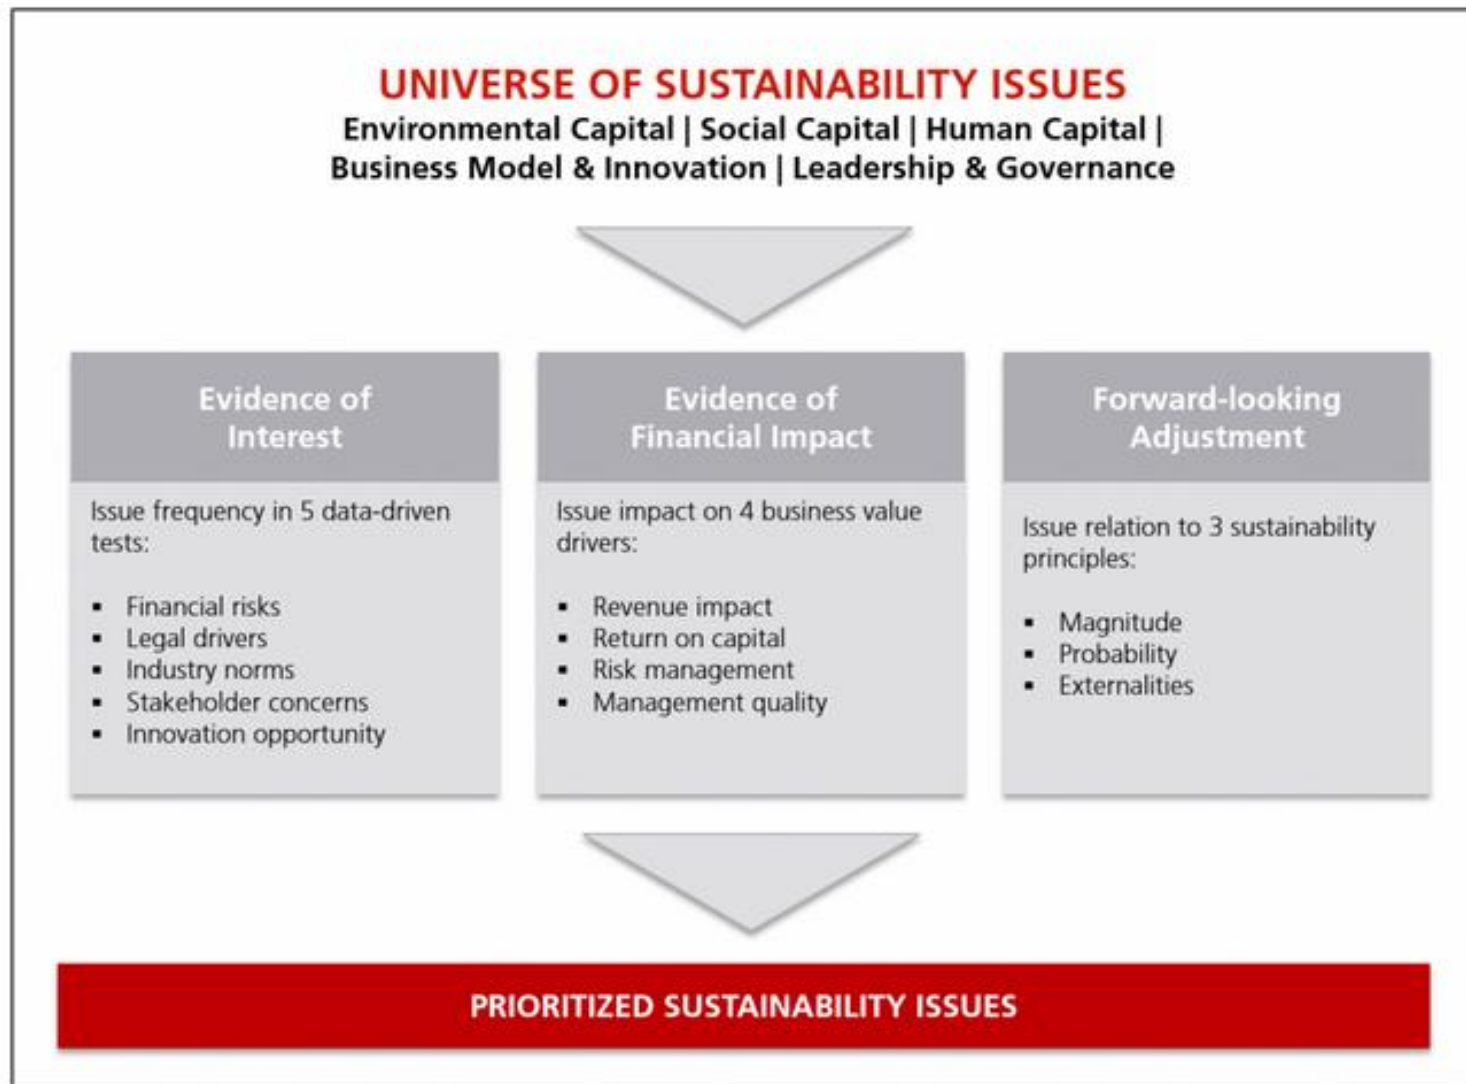 UNIVERSE OF SUSTAINABILITY ISSUES
Environmental Capital | Social Capital | Human Capital |
Business Model & Innovation | Leadership & Governance
Evidence of
Interest
Issue frequency in 5 data-driven
tests:
▪ Financial risks
▪ Legal drivers
▪ Industry norms
▪ Stakeholder concerns
▪ Innovation opportunity
Evidence of
Financial Impact
Issue impact on 4 business value
drivers:
▪ Revenue impact
▪ Return on capital
▪ Risk management
▪ Management quality
Forward-looking
Adjustment
Issue relation to 3 sustainability
principles:
▪ Magnitude
▪ Probability
▪ Externalities
PRIORITIZED SUSTAINABILITY ISSUES